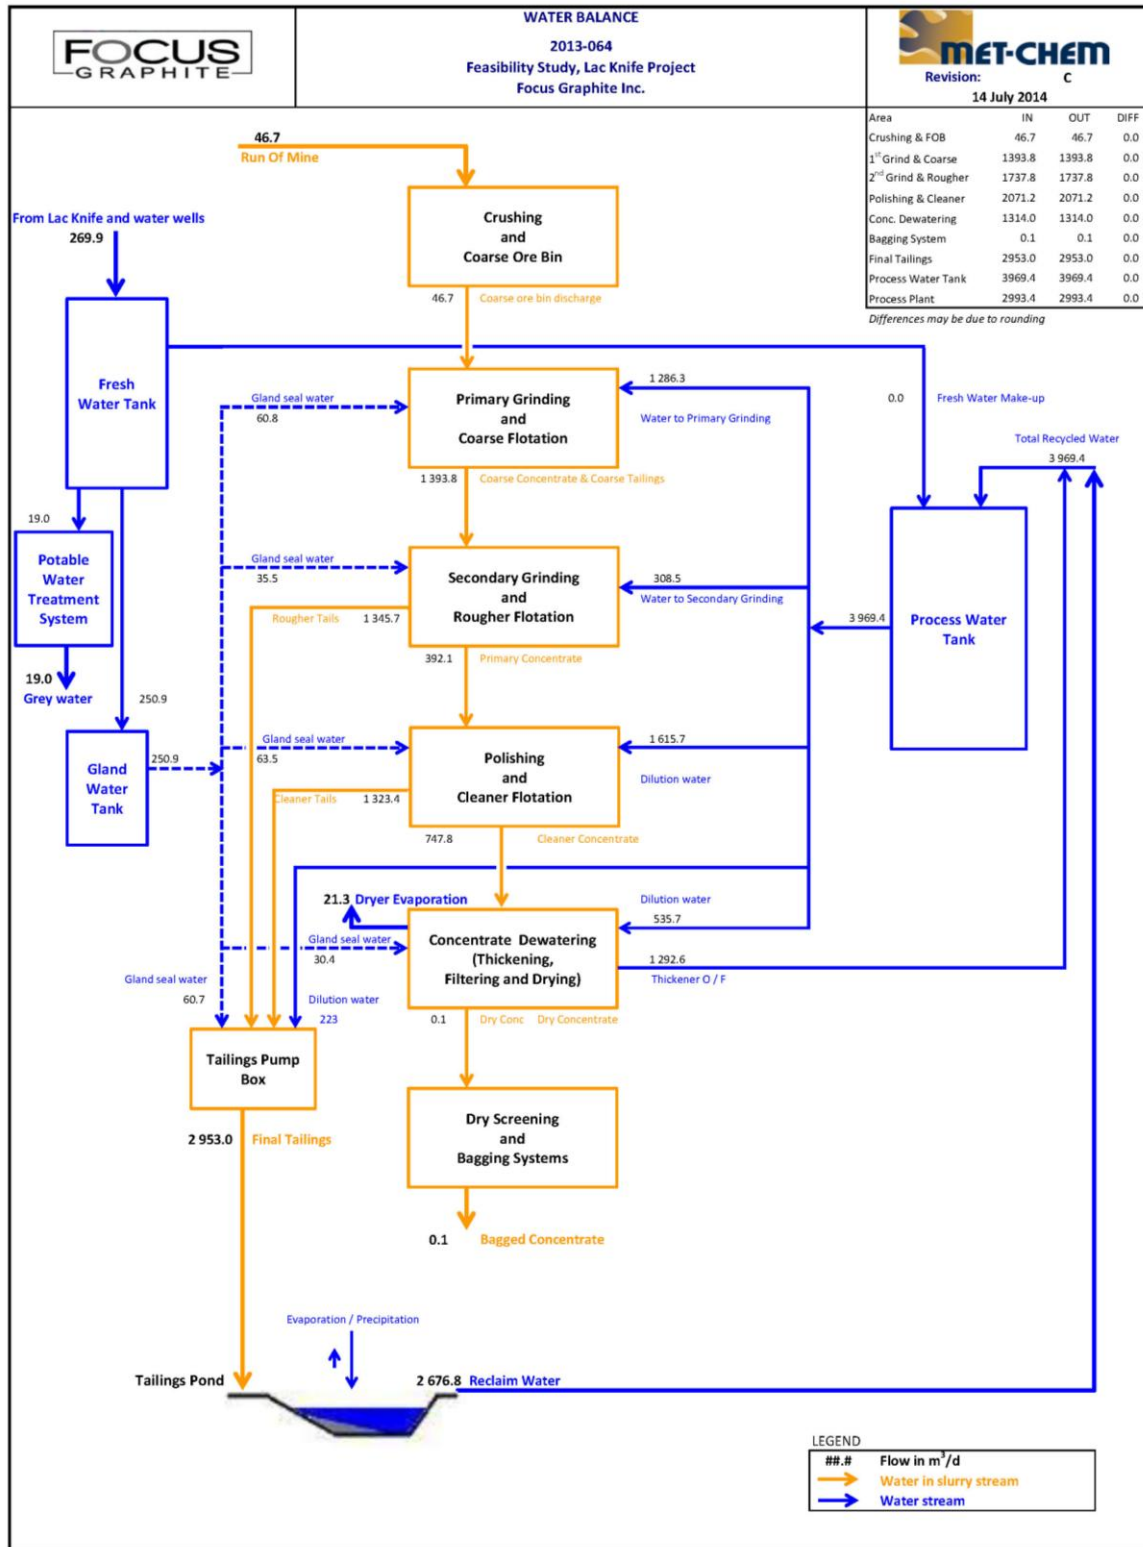 FOCUS
GRAPHITE
WATER BALANCE
2013-064
Feasibility Study, Lac Knife Project
Focus Graphite Inc.
MET-CHEM
Revision: C
14 July 2014
Area IN OUT DIFF
Crushing & FOB 46.7 46.7 0.0
1st Grind & Coarse 1393.8 1393.8 0.0
2nd Grind & Rougher 1737.8 1737.8 0.0
Polishing & Cleaner 2071.2 2071.2 0.0
Conc. Dewatering 1314.0 1314.0 0.0
Bagging System 0.1 0.1 0.0
Final Tailings 2953.0 2953.0 0.0
Process Water Tank 3969.4 3969.4 0.0
Process Plant 2993.4 2993.4 0.0
Differences may be due to rounding
46.7
Run Of Mine
Crushing
and
Coarse Ore Bin
46.7 Coarse ore bin discharge
From Lac Knife and water wells
269.9
Fresh
Water Tank
Gland seal water
60.8
Primary Grinding
and
Coarse Flotation
1 286.3
Water to Primary Grinding
0.0 Fresh Water Make-up
Total Recycled Water
3 969.4
1 393.8 Coarse Concentrate & Coarse Tailings
19.0
Potable
Water
Treatment
System
19.0
Grey water
250.9
Gland seal water
35.5
Secondary Grinding
and
Rougher Flotation
308.5
Water to Secondary Grinding
Rougher Tails 1 345.7
3 969.4
Process Water
Tank
392.1 Primary Concentrate
Gland
Water
Tank
250.9
Gland seal water
63.5
Polishing
and
Cleaner Flotation
1 615.7
Dilution water
Cleaner Tails 1 323.4
747.8 Cleaner Concentrate
21.3 Dryer Evaporation
Dilution water
535.7
Gland seal water
30.4
Concentrate Dewatering
(Thickening,
Filtering and Drying)
1 292.6
Thickener O / F
Gland seal water
60.7
Dilution water
223
0.1 Dry Conc Dry Concentrate
Tailings Pump
Box
Dry Screening
and
Bagging Systems
2 953.0 Final Tailings
0.1 Bagged Concentrate
Evaporation / Precipitation
Tailings Pond
2 676.8 Reclaim Water
LEGEND
##.# Flow in m³/d
Water in slurry stream
Water stream